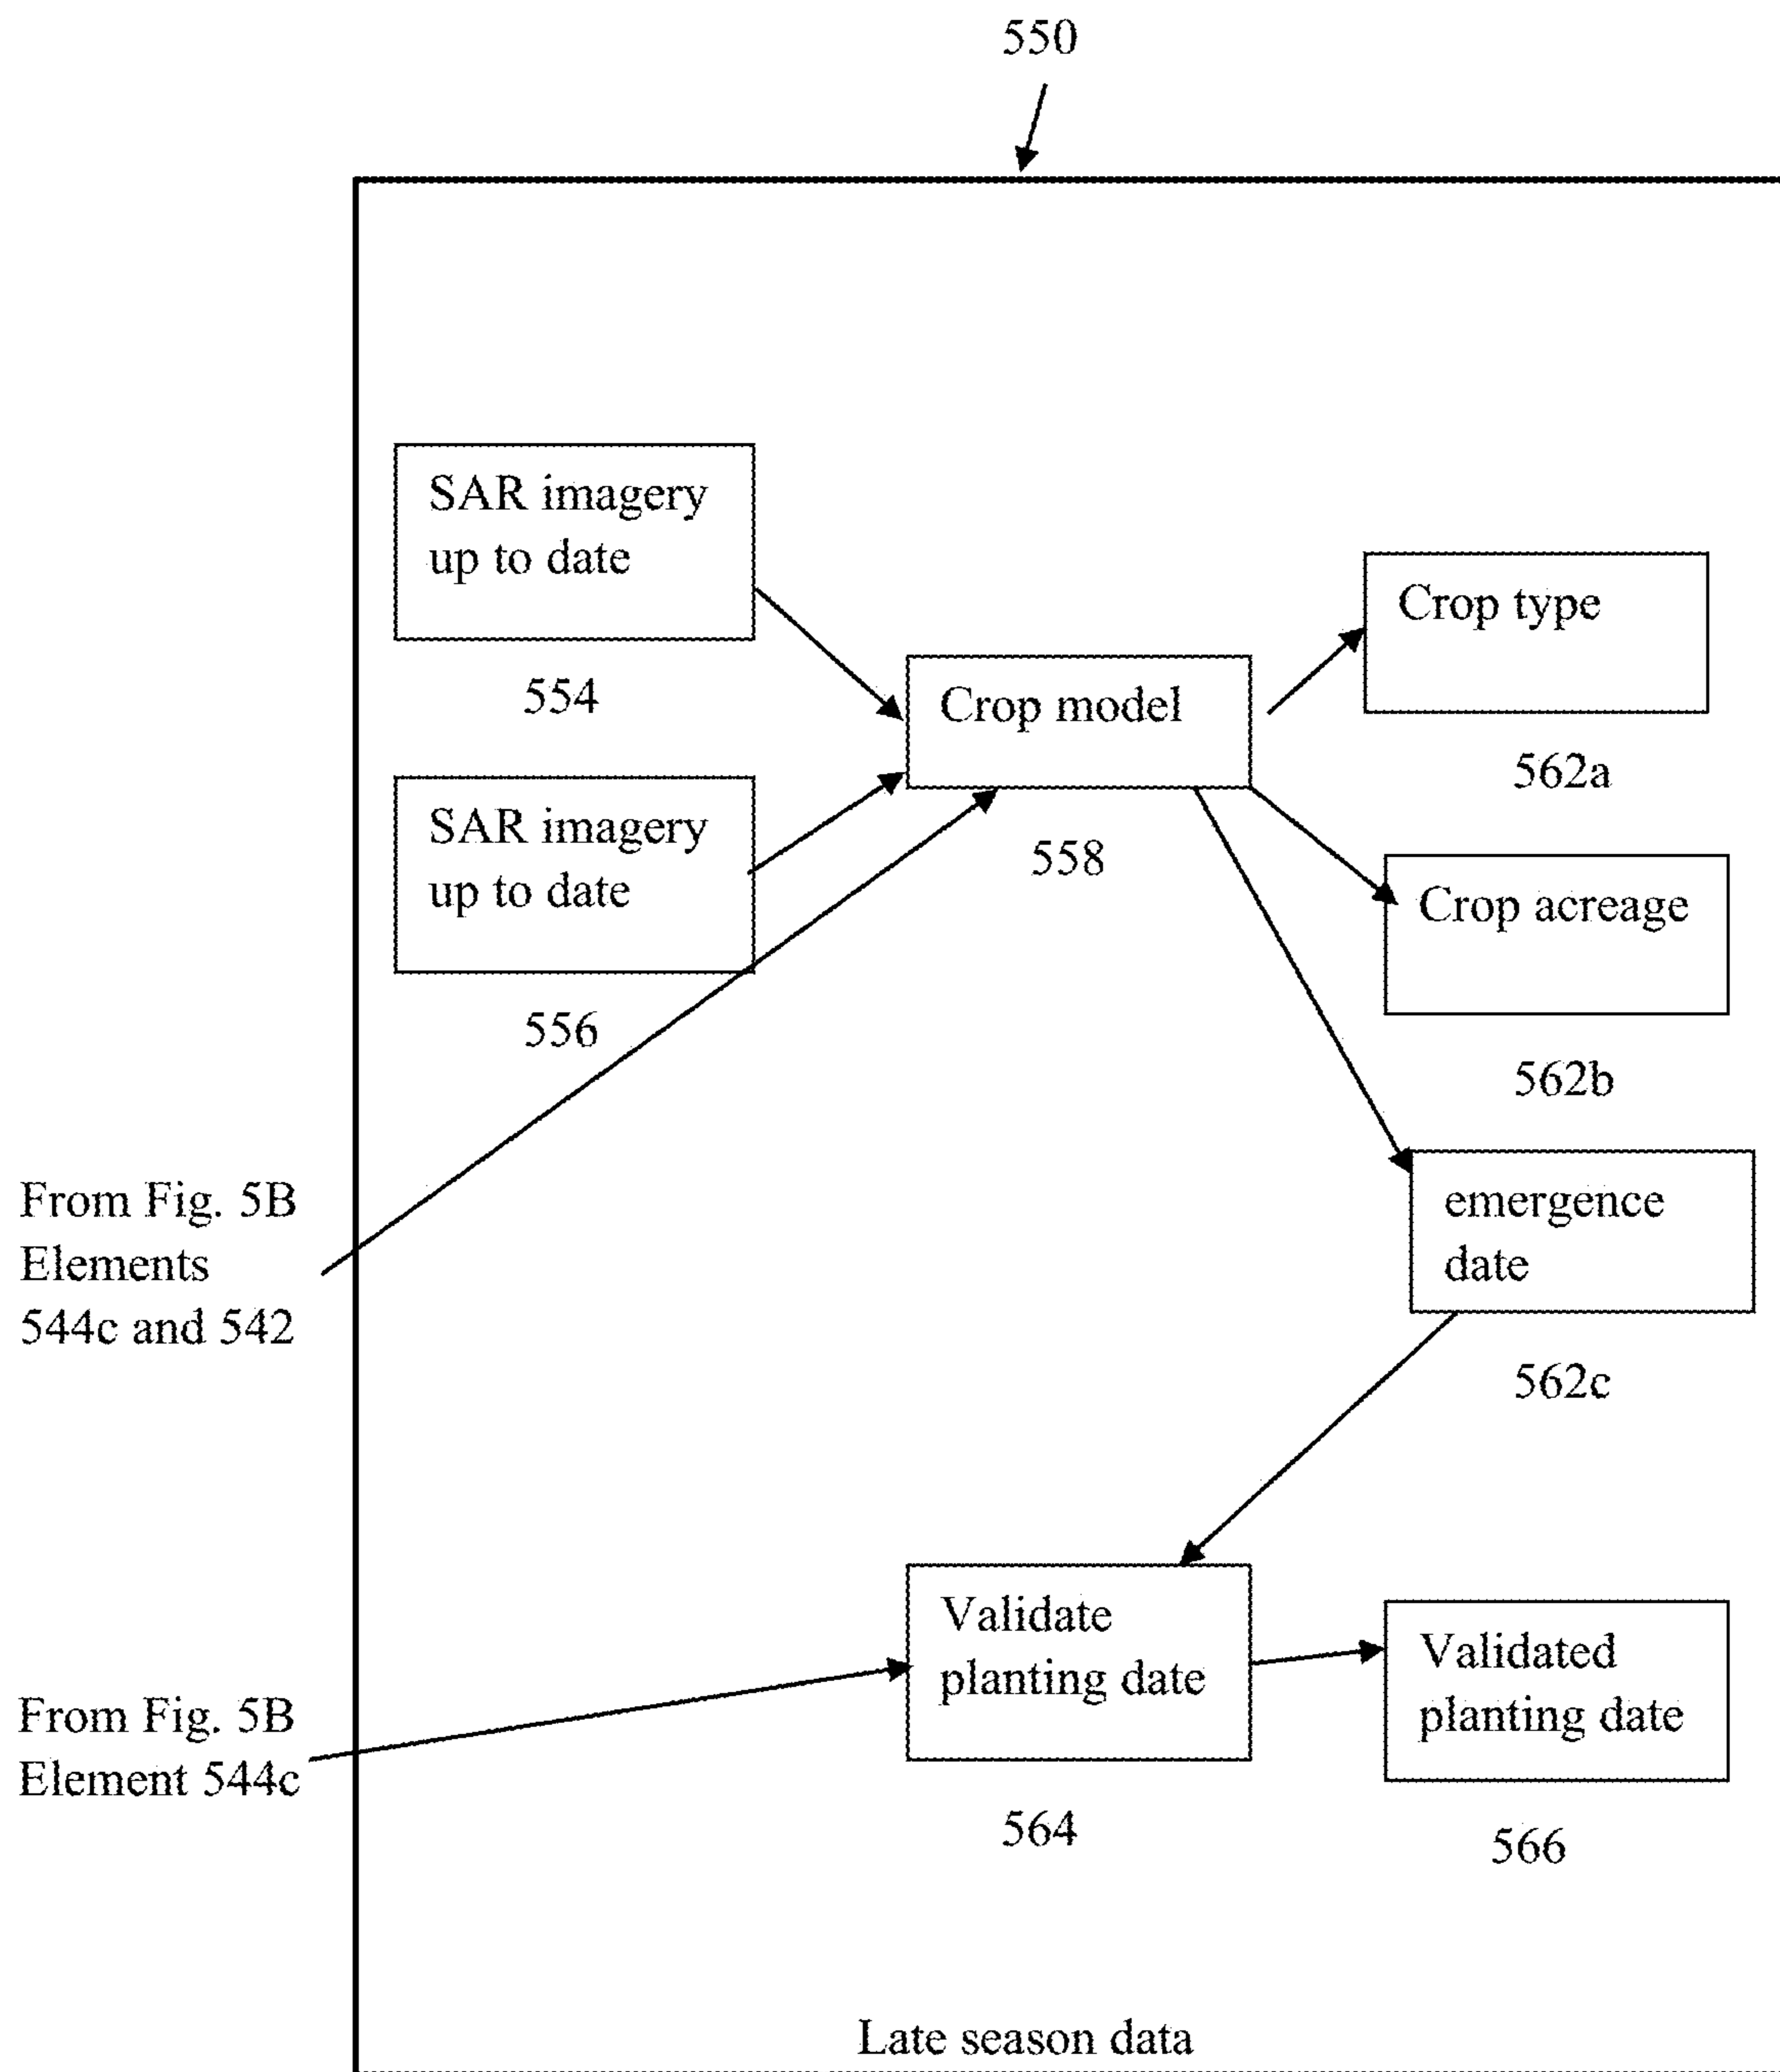 550
SAR imagery
up to date
554
SAR imagery
up to date
556
Crop model
558
Crop type
562a
Crop acreage
562b
emergence
date
562c
From Fig. 5B
Elements
544c and 542
From Fig. 5B
Element 544c
Validate
planting date
564
Validated
planting date
566
Late season data